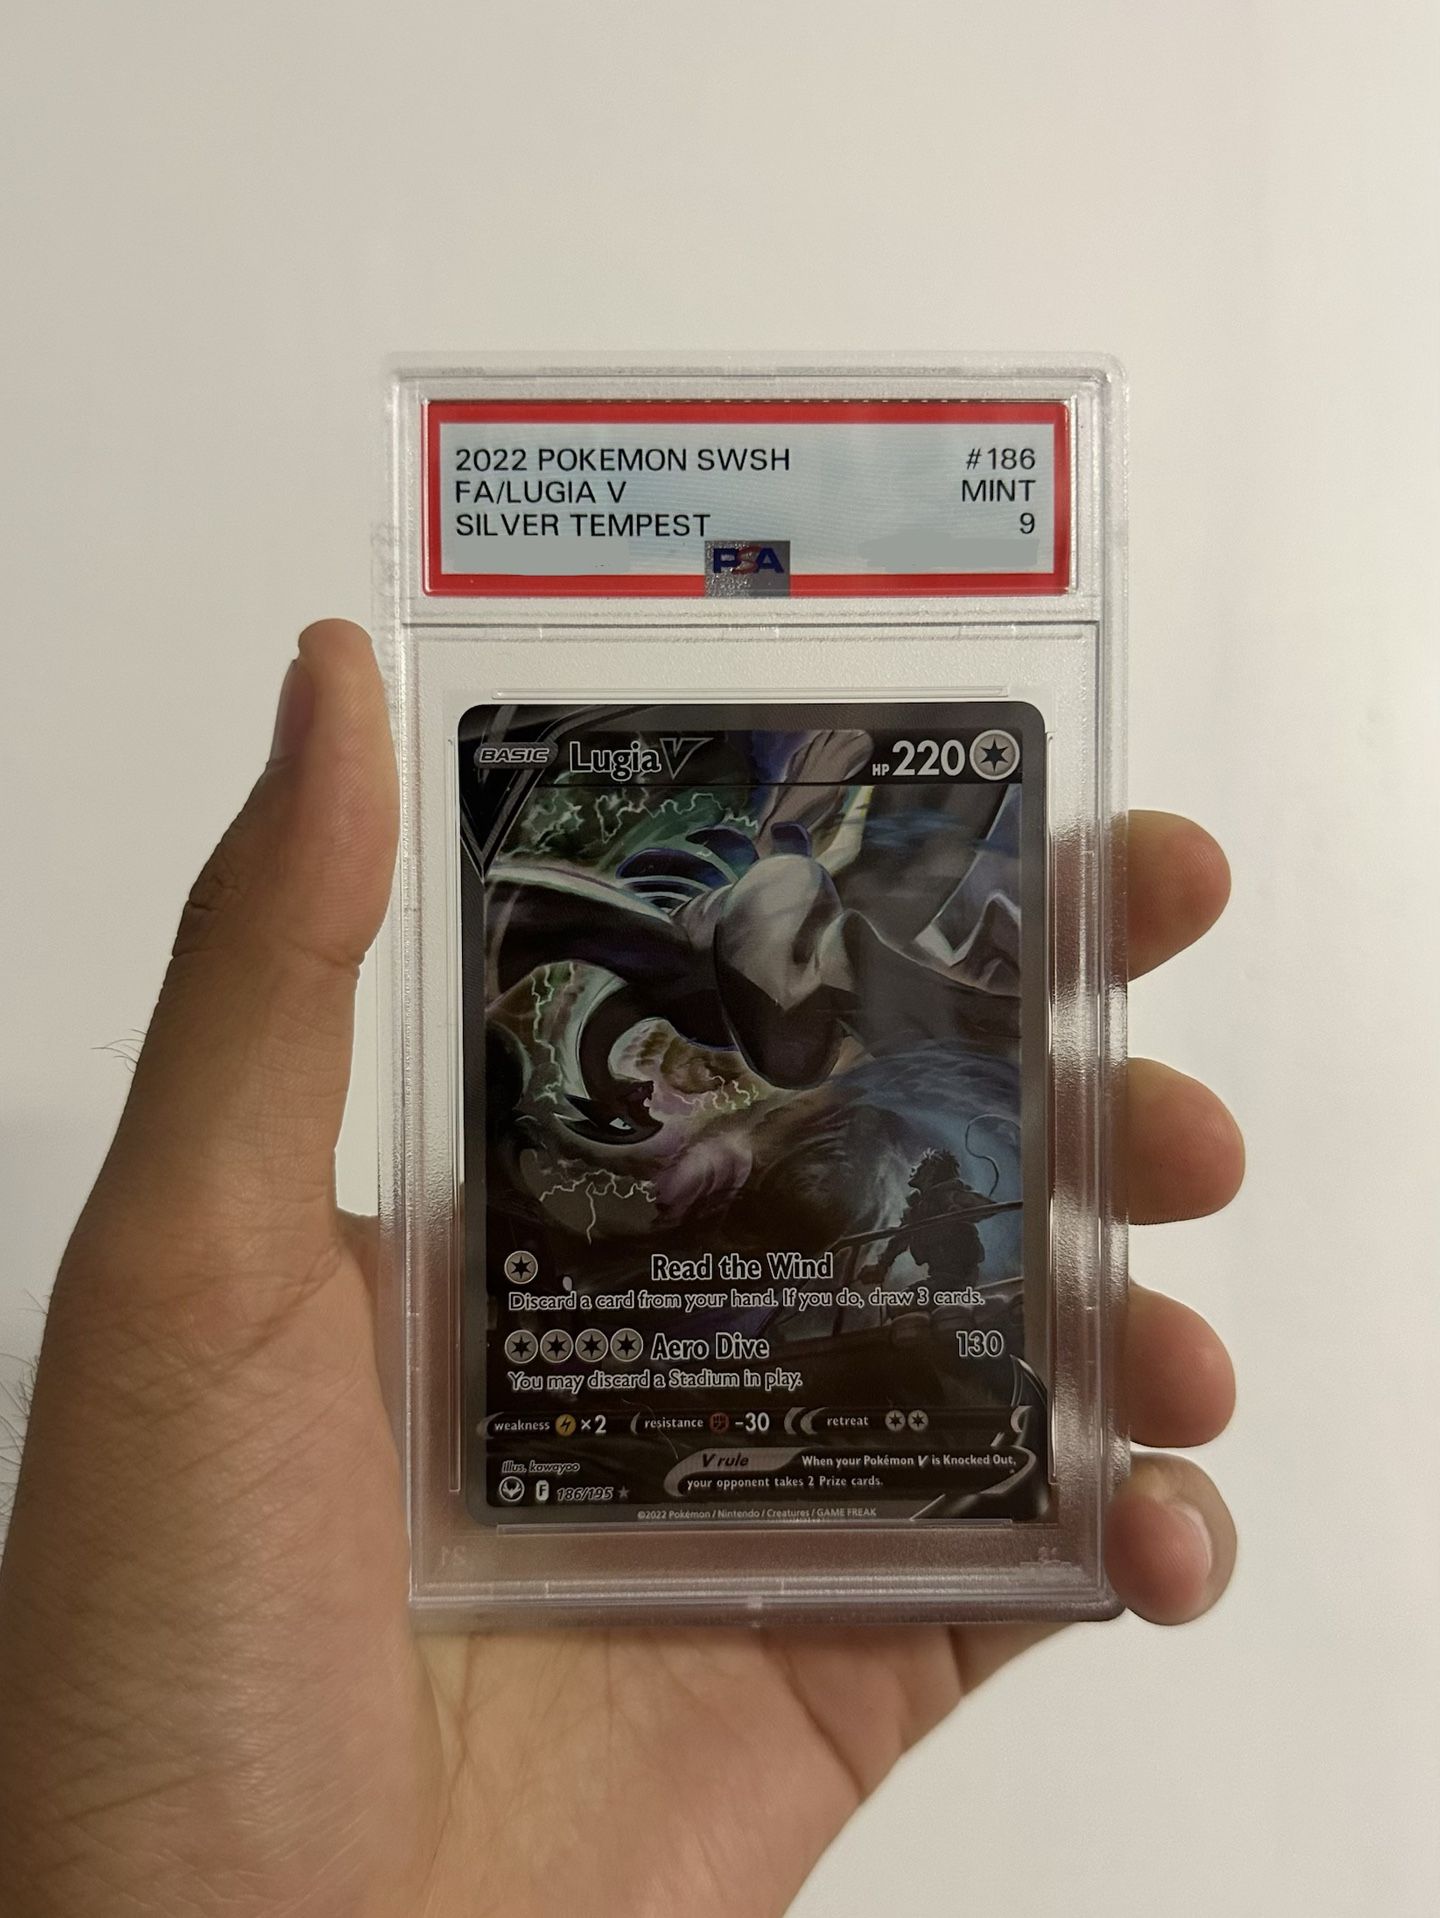 2022 POKEMON SWSH #186
FA/LUGIA V MINT
SILVER TEMPEST 9
PSA
BASIC Lugia V HP 220
Read the Wind
Discard a card from your hand. If you do, draw 3 cards.
Aero Dive 130
You may discard a Stadium in play.
weakness ×2 resistance -30 retreat
V rule When your Pokémon V is Knocked Out,
your opponent takes 2 Prize cards.
Illus. kawayoo
F 186/195
©2022 Pokémon / Nintendo / Creatures / GAME FREAK
21